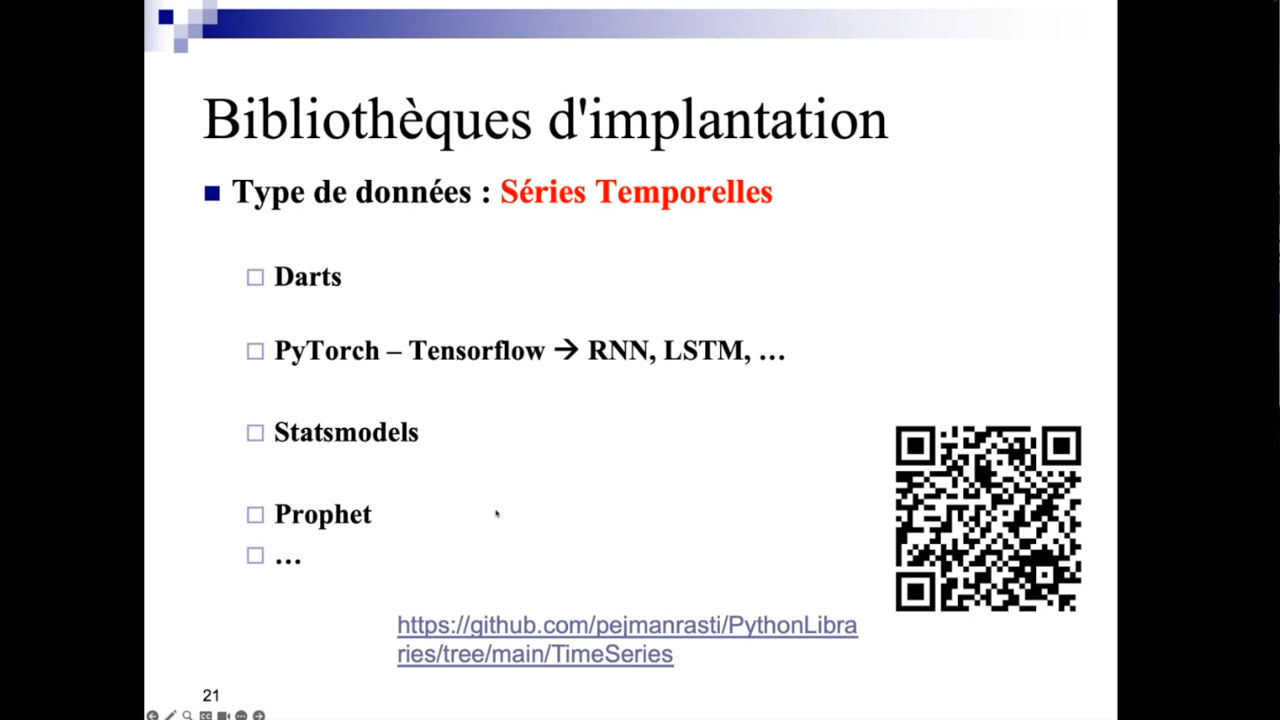 Bibliothèques d'implantation
Type de données : Séries Temporelles
Darts
PyTorch – Tensorflow → RNN, LSTM, …
Statsmodels
Prophet
…
https://github.com/pejmanrasti/PythonLibra
ries/tree/main/TimeSeries
21